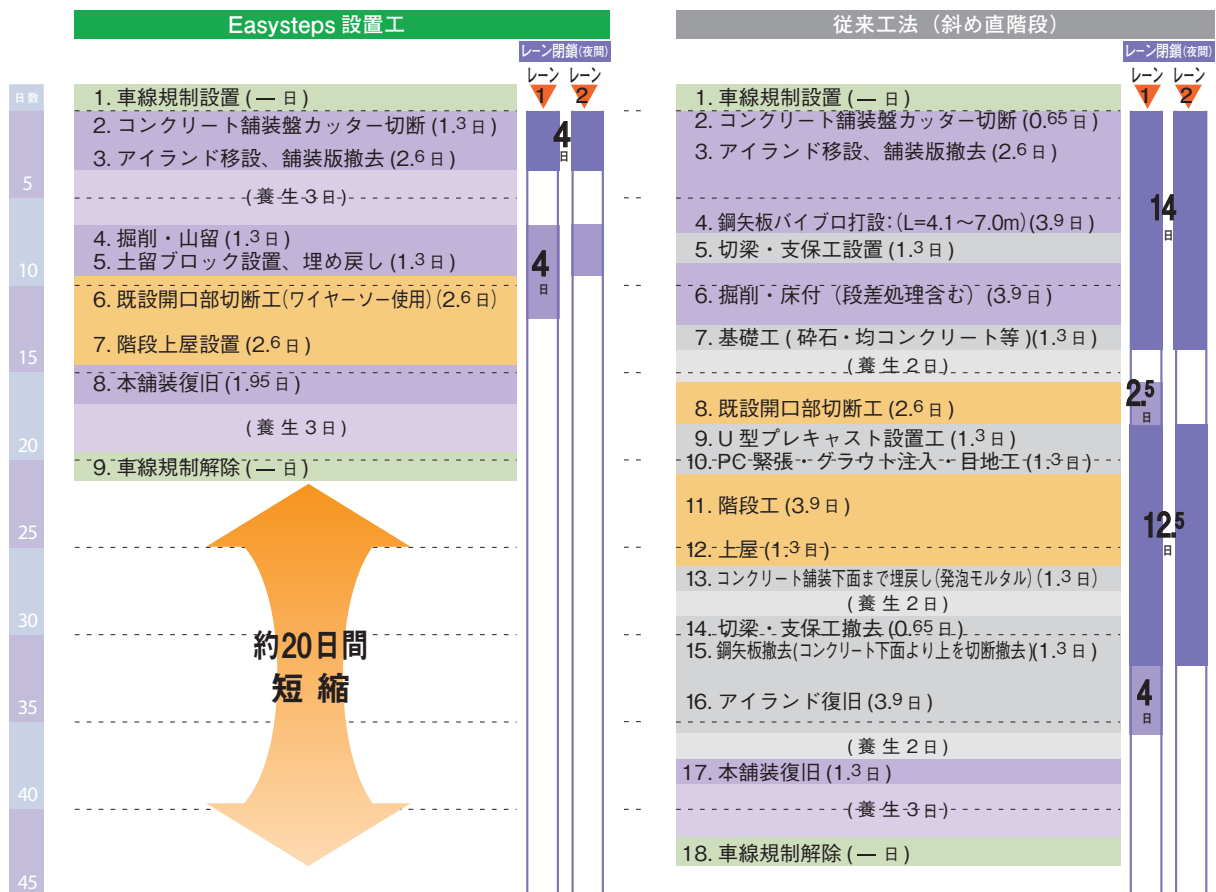 Easysteps 設置工
レーン閉鎖(夜間)
レーン レーン
1 2
日数
5
10
15
20
25
30
35
40
45
1. 車線規制設置 ( ― 日 )
2. コンクリート舗装盤カッター切断 (1.3 日 )
3. アイランド移設、舗装版撤去 (2.6 日 )
( 養 生 3 日 )
4. 掘削・山留 (1.3 日 )
5. 土留ブロック設置、埋め戻し (1.3 日 )
6. 既設開口部切断工(ワイヤーソー使用) (2.6 日 )
7. 階段上屋設置 (2.6 日 )
8. 本舗装復旧 (1.95 日 )
( 養 生 3 日 )
9. 車線規制解除 ( ― 日 )
4
日
4
日
約20日間
短 縮
従来工法(斜め直階段)
レーン閉鎖(夜間)
レーン レーン
1 2
1. 車線規制設置 ( ― 日 )
2. コンクリート舗装盤カッター切断 (0.65 日 )
3. アイランド移設、舗装版撤去 (2.6 日 )
4. 鋼矢板バイブロ打設:(L=4.1〜7.0m) (3.9 日 )
5. 切梁・支保工設置 (1.3 日 )
6. 掘削・床付(段差処理含む)(3.9 日 )
7. 基礎工 ( 砕石・均コンクリート等 )(1.3 日 )
( 養 生 2 日 )
8. 既設開口部切断工 (2.6 日 )
9. U 型プレキャスト設置工 (1.3 日 )
10. PC 緊張・グラウト注入・目地工 (1.3 日 )
11. 階段工 (3.9 日 )
12. 上屋 (1.3 日 )
13. コンクリート舗装下面まで埋戻し(発泡モルタル) (1.3 日 )
( 養 生 2 日 )
14. 切梁・支保工撤去 (0.65 日 )
15. 鋼矢板撤去(コンクリート下面より上を切断撤去)(1.3 日 )
16. アイランド復旧 (3.9 日 )
( 養 生 2 日 )
17. 本舗装復旧 (1.3 日 )
( 養 生 3 日 )
18. 車線規制解除 ( ― 日 )
14
日
2.5
日
12.5
日
4
日